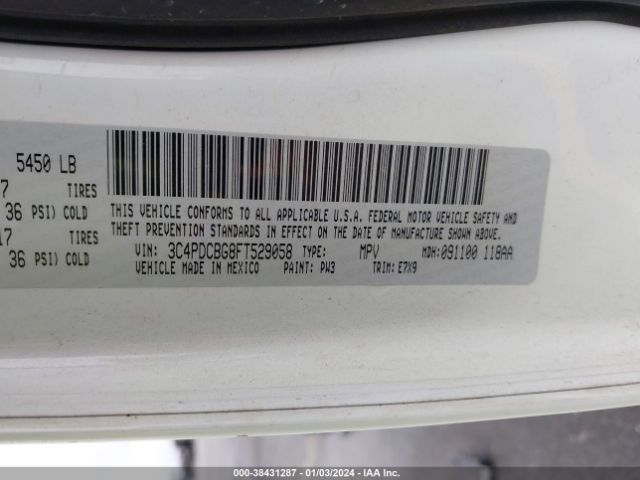 5450 LB
7 TIRES
36 PSI) COLD
17 TIRES
36 PSI) COLD
THIS VEHICLE CONFORMS TO ALL APPLICABLE U.S.A. FEDERAL MOTOR VEHICLE SAFETY AND
THEFT PREVENTION STANDARDS IN EFFECT ON THE DATE OF MANUFACTURE SHOWN ABOVE.
VIN: 3C4PDCBG8FT529058 TYPE: MPV MDH:091100 118AA
VEHICLE MADE IN MEXICO PAINT: PW3 TRIM: E7X9
000-38431287 - 01/03/2024 - IAA Inc.